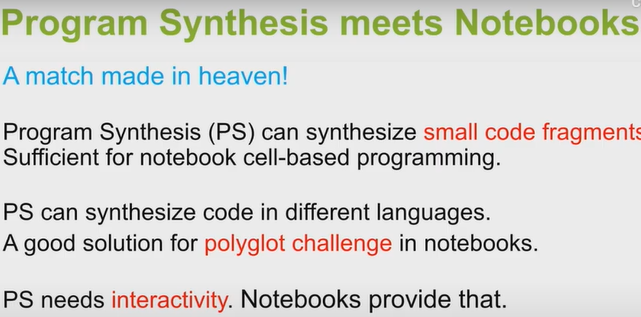 Program Synthesis meets Notebooks
A match made in heaven!
Program Synthesis (PS) can synthesize small code fragments
Sufficient for notebook cell-based programming.
PS can synthesize code in different languages.
A good solution for polyglot challenge in notebooks.
PS needs interactivity. Notebooks provide that.